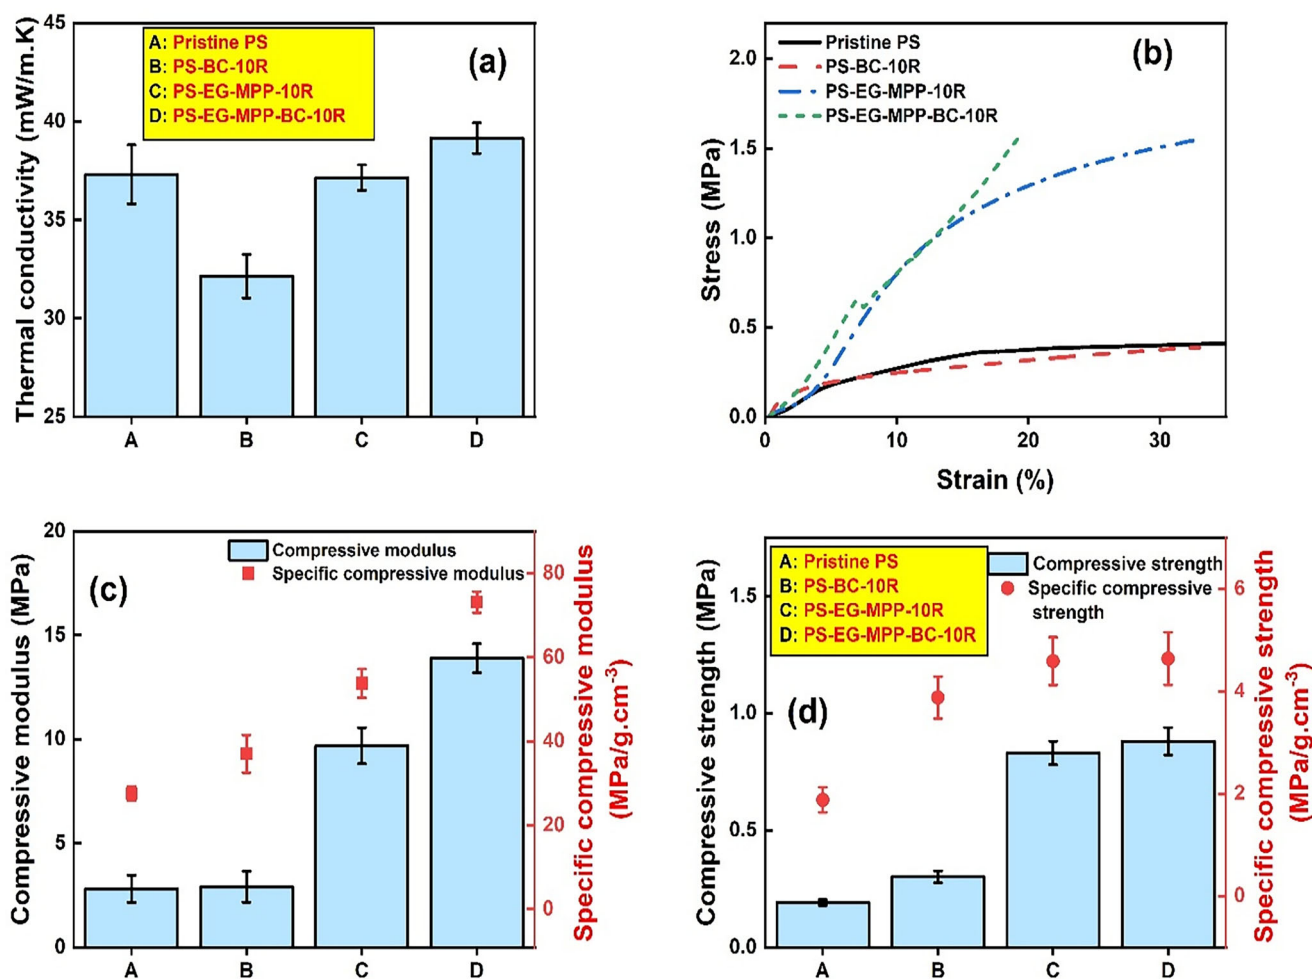 Thermal conductivity (mW/m.K)
45
40
35
30
25
A: Pristine PS
B: PS-BC-10R
C: PS-EG-MPP-10R
D: PS-EG-MPP-BC-10R
(a)
A B C D
Stress (MPa)
2.0
1.5
1.0
0.5
0.0
Pristine PS
PS-BC-10R
PS-EG-MPP-10R
PS-EG-MPP-BC-10R
(b)
0 10 20 30
Strain (%)
Compressive modulus (MPa)
20
15
10
5
0
Compressive modulus
Specific compressive modulus
(c)
80
60
40
20
0
Specific compressive modulus
(MPa/g.cm⁻³)
A B C D
Compressive strength (MPa)
1.5
1.0
0.5
0.0
A: Pristine PS
B: PS-BC-10R
C: PS-EG-MPP-10R
D: PS-EG-MPP-BC-10R
Compressive strength
Specific compressive
strength
(d)
6
4
2
0
Specific compressive strength
(MPa/g.cm⁻³)
A B C D